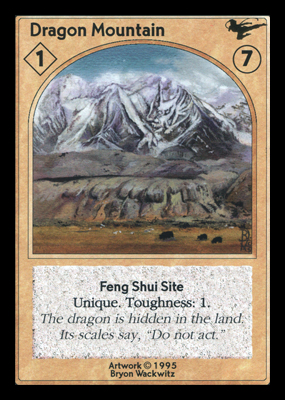 Dragon Mountain
1
7
Feng Shui Site
Unique. Toughness: 1.
The dragon is hidden in the land.
Its scales say, “Do not act.”
Artwork © 1995
Bryon Wackwitz